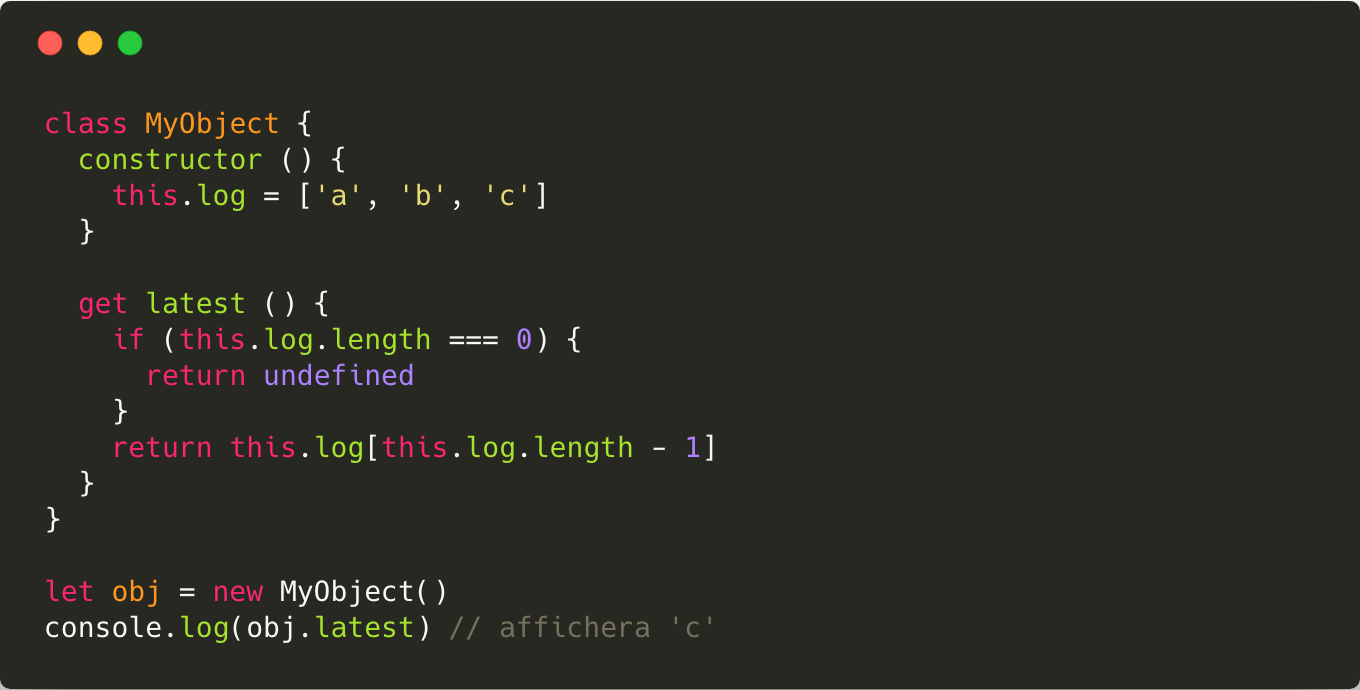 class MyObject {
  constructor () {
    this.log = ['a', 'b', 'c']
  }

  get latest () {
    if (this.log.length === 0) {
      return undefined
    }
    return this.log[this.log.length - 1]
  }
}

let obj = new MyObject()
console.log(obj.latest) // affichera 'c'